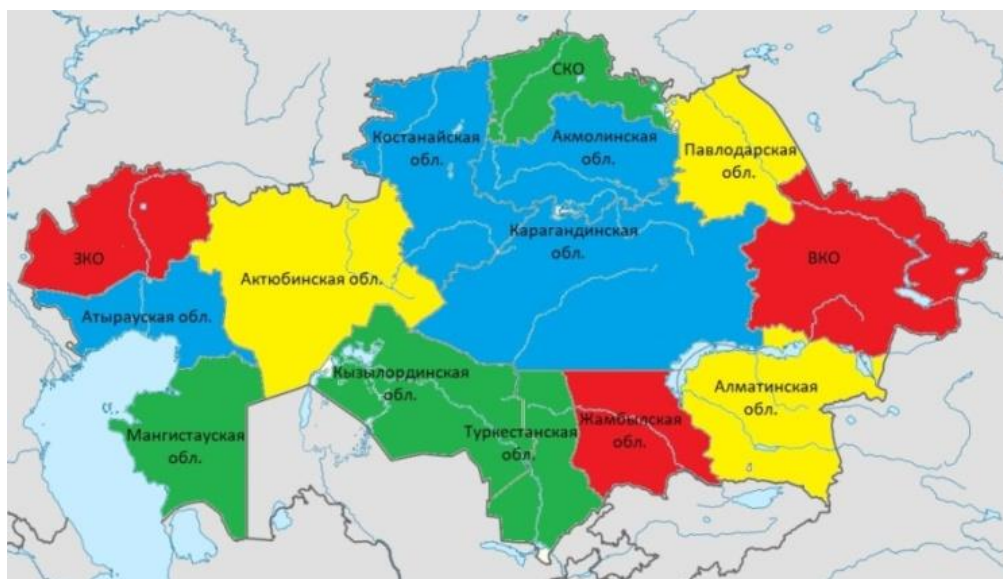 СКО
Костанайская
обл.
Акмолинская
обл.
Павлодарская
обл.
Карагандинская
обл.
ЗКО
Актюбинская обл.
ВКО
Атырауская обл.
Кызылординская
обл.
Алматинская
обл.
Мангистауская
обл.
Туркестанская
обл.
Жамбылская
обл.